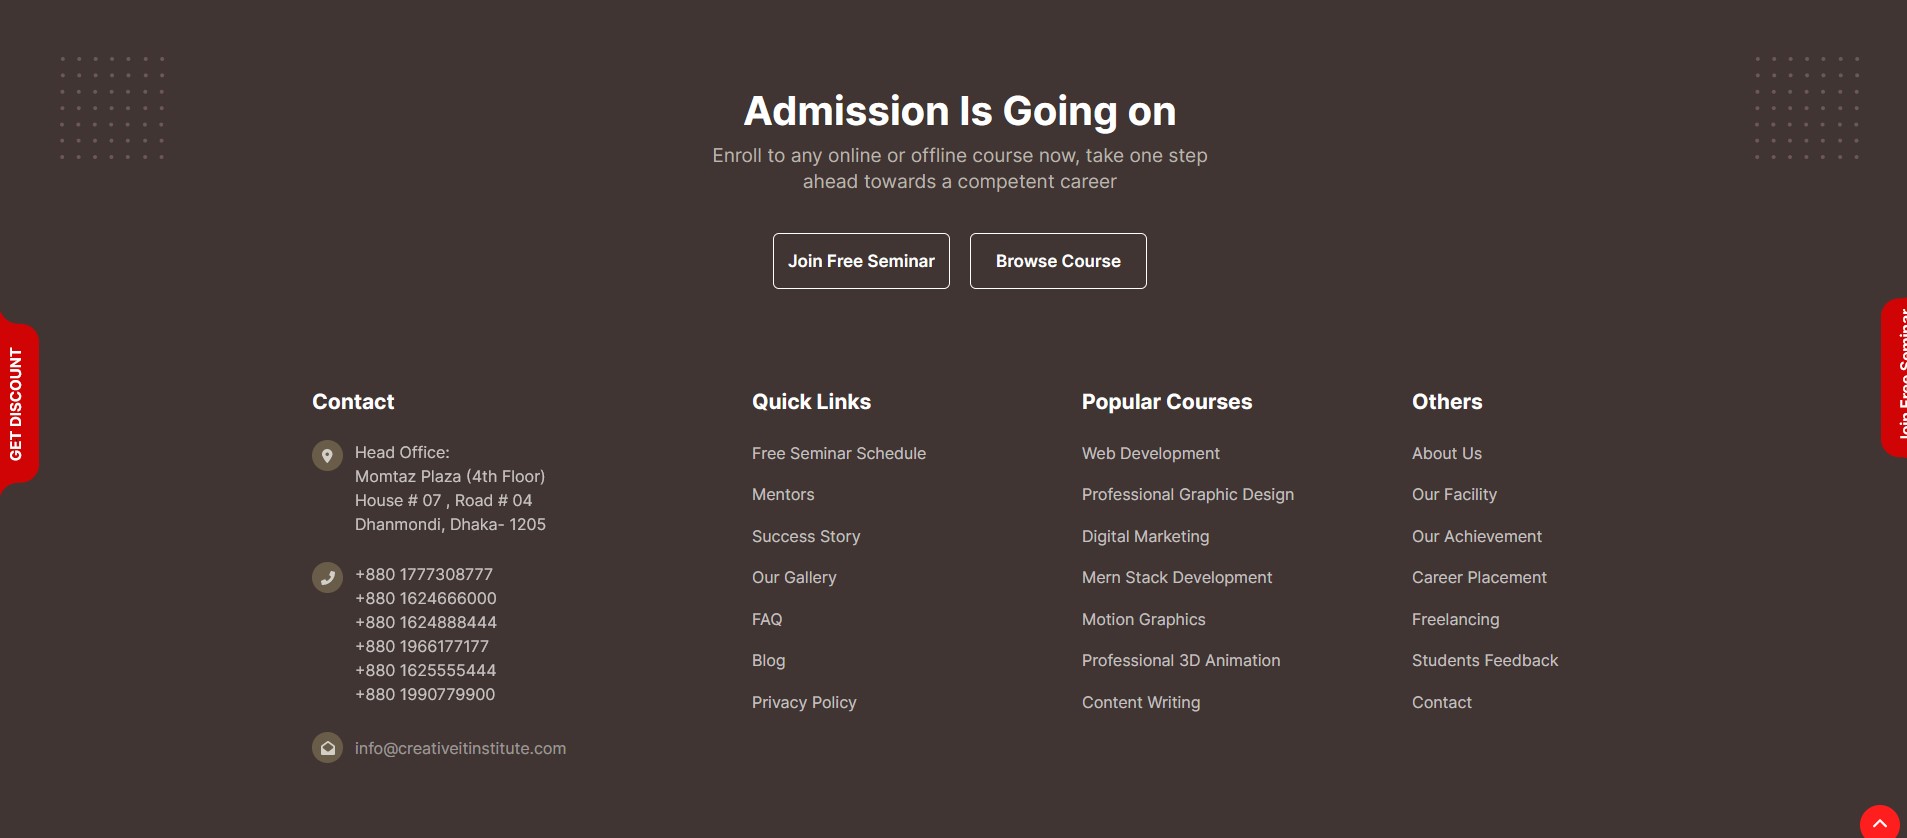 Admission Is Going on
Enroll to any online or offline course now, take one step
ahead towards a competent career
Join Free Seminar
Browse Course
GET DISCOUNT
Join Free Seminar
Contact
Head Office:
Momtaz Plaza (4th Floor)
House # 07 , Road # 04
Dhanmondi, Dhaka- 1205
+880 1777308777
+880 1624666000
+880 1624888444
+880 1966177177
+880 1625555444
+880 1990779900
info@creativeitinstitute.com
Quick Links
Free Seminar Schedule
Mentors
Success Story
Our Gallery
FAQ
Blog
Privacy Policy
Popular Courses
Web Development
Professional Graphic Design
Digital Marketing
Mern Stack Development
Motion Graphics
Professional 3D Animation
Content Writing
Others
About Us
Our Facility
Our Achievement
Career Placement
Freelancing
Students Feedback
Contact